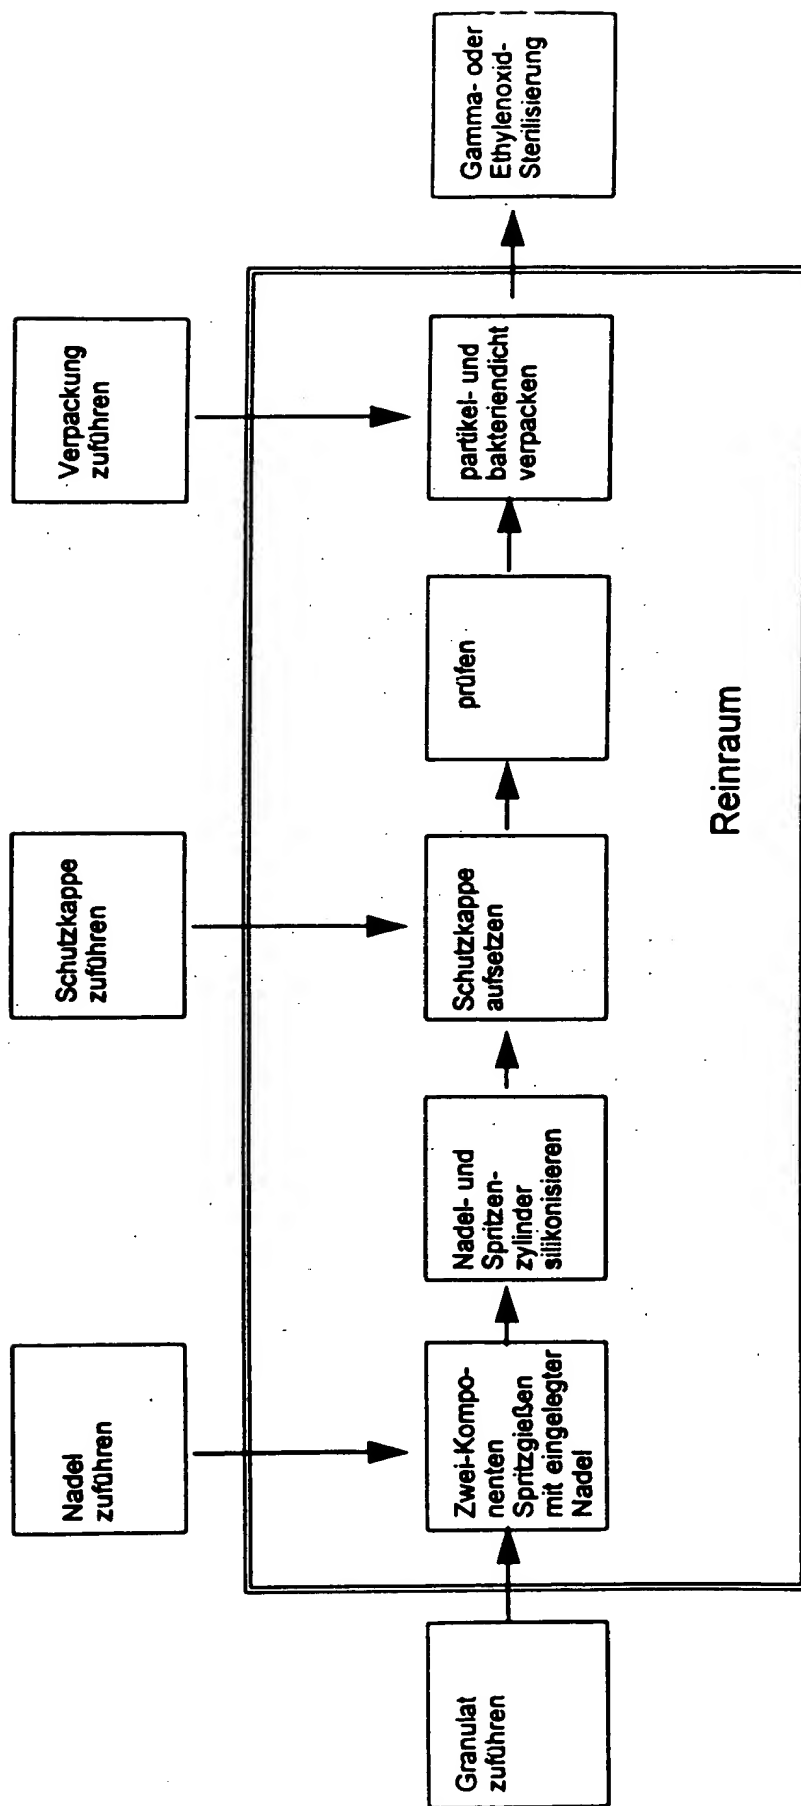 Nadel
zuführen
Schutzkappe
zuführen
Verpackung
zuführen
Granulat
zuführen
Zwei-Kompo-
nenten
Spritzgießen
mit eingelegter
Nadel
Nadel- und
Spritzen-
zylinder
silikonisieren
Schutzkappe
aufsetzen
prüfen
partikel- und
bakteriendicht
verpacken
Gamma- oder
Ethylenoxid-
Sterilisierung
Reinraum